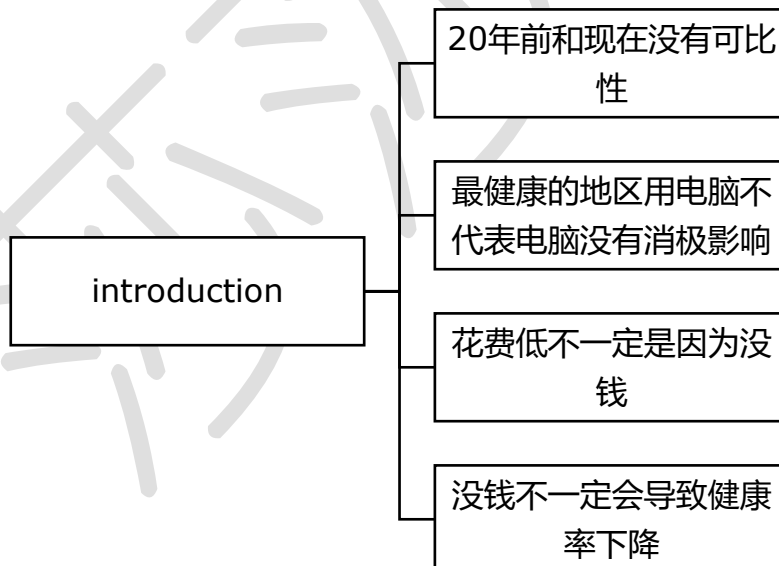 20年前和现在没有可比
性
最健康的地区用电脑不
代表电脑没有消极影响
introduction
花费低不一定是因为没
钱
没钱不一定会导致健康
率下降